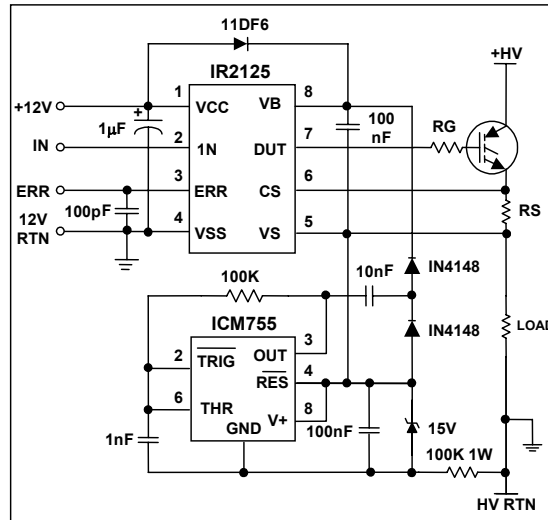 11DF6
IR2125
+HV
+12V
1µF
+
1
VCC
VB
8
100
nF
RG
IN
2
1N
DUT
7
ERR
3
ERR
CS
6
RS
100pF
12V
RTN
4
VSS
VS
5
10nF
IN4148
100K
ICM755
IN4148
LOAD
3
OUT
2
TRIG
4
RES
6
THR
8
V+
GND
100nF
15V
1nF
100K 1W
HV RTN